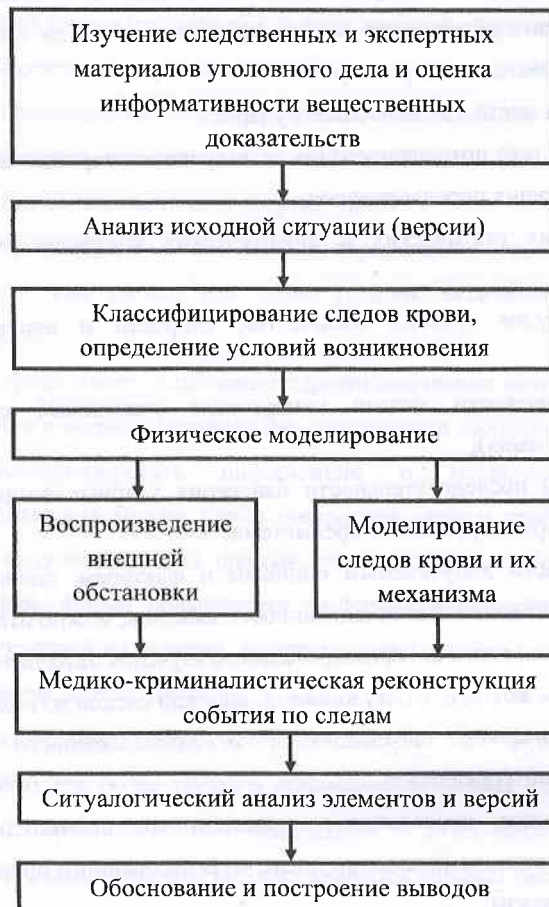 Изучение следственных и экспертных
материалов уголовного дела и оценка
информативности вещественных
доказательств
Анализ исходной ситуации (версии)
Классифицирование следов крови,
определение условий возникновения
Физическое моделирование
Воспроизведение
внешней
обстановки
Моделирование
следов крови и их
механизма
Медико-криминалистическая реконструкция
события по следам
Ситуалогический анализ элементов и версий
Обоснование и построение выводов